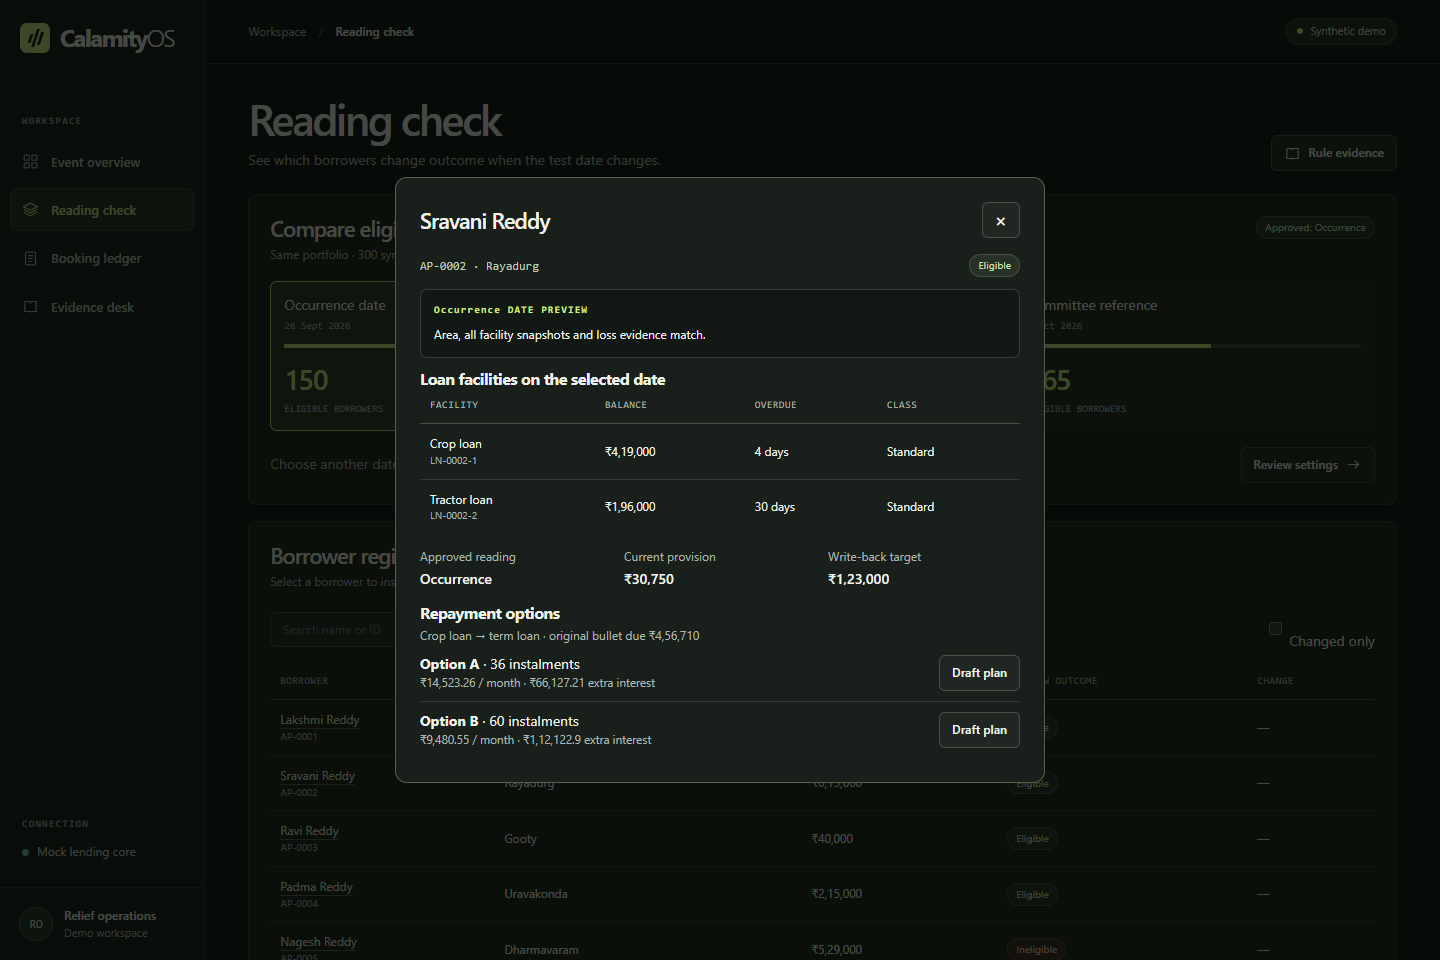 CalamityOS
WORKSPACE
Event overview
Reading check
Booking ledger
Evidence desk
CONNECTION
Mock lending core
RO
Relief operations
Demo workspace
Workspace / Reading check
Synthetic demo
Reading check
See which borrowers change outcome when the test date changes.
Rule evidence
Compare elig
Same portfolio · 300 syn
Approved: Occurrence
Occurrence date
26 Sept 2026
150
ELIGIBLE BORROWERS
mmittee reference
ct 2026
65
GIBLE BORROWERS
Choose another date
Review settings →
Borrower regi
Select a borrower to ins
Search name or ID
Changed only
BORROWER
W OUTCOME
CHANGE
Lakshmi Reddy
AP-0001
—
Sravani Reddy
AP-0002
Rayadurg
₹6,15,000
Eligible
—
Ravi Reddy
AP-0003
Gooty
₹40,000
Eligible
—
Padma Reddy
AP-0004
Uravakonda
₹2,15,000
Eligible
—
Nagesh Reddy
AP-0005
Dharmavaram
₹5,29,000
Ineligible
—
Sravani Reddy
×
AP-0002 · Rayadurg
Eligible
Occurrence DATE PREVIEW
Area, all facility snapshots and loss evidence match.
Loan facilities on the selected date
FACILITY BALANCE OVERDUE CLASS
Crop loan
LN-0002-1
₹4,19,000
4 days
Standard
Tractor loan
LN-0002-2
₹1,96,000
30 days
Standard
Approved reading
Occurrence
Current provision
₹30,750
Write-back target
₹1,23,000
Repayment options
Crop loan → term loan · original bullet due ₹4,56,710
Option A · 36 instalments
₹14,523.26 / month · ₹66,127.21 extra interest
Draft plan
Option B · 60 instalments
₹9,480.55 / month · ₹1,12,122.9 extra interest
Draft plan